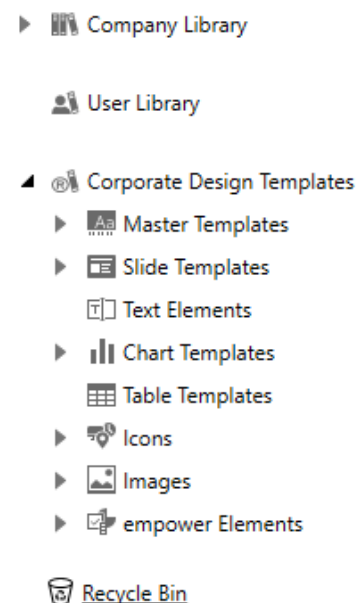 Company Library
User Library
Corporate Design Templates
Master Templates
Slide Templates
Text Elements
Chart Templates
Table Templates
Icons
Images
empower Elements
Recycle Bin